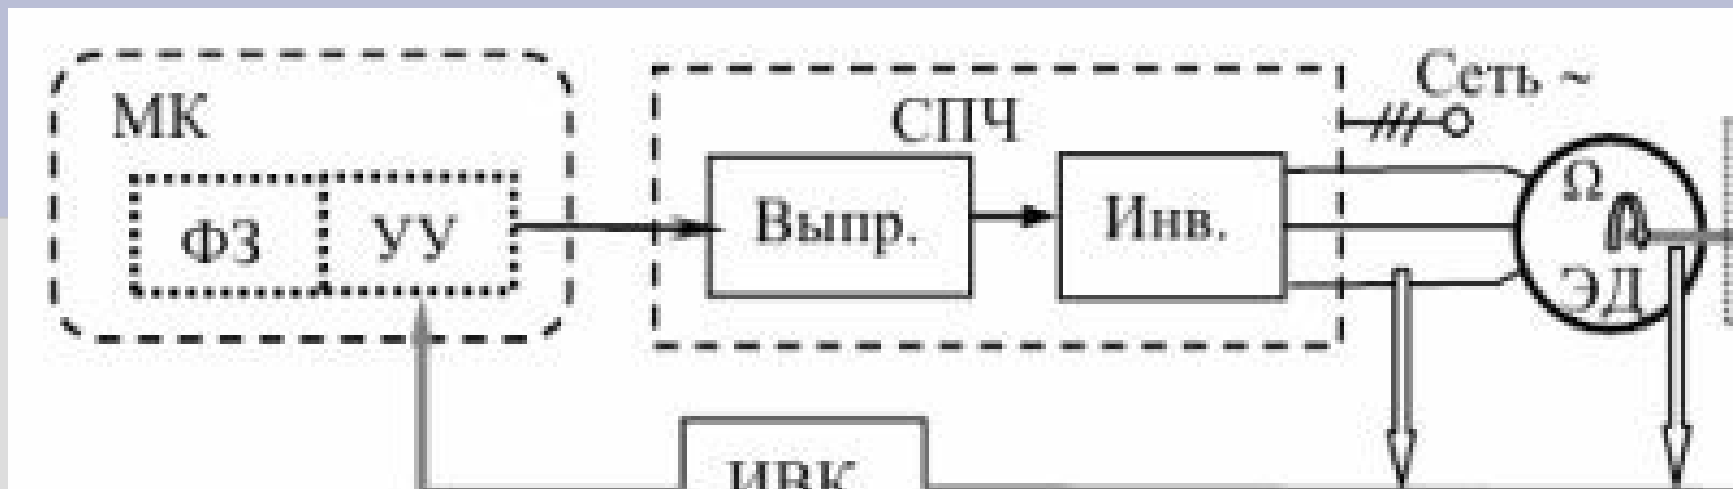 Сеть ~
МК
СПЧ
ФЗ
УУ
Выпр.
Инв.
Ω
ЭД
ИВК